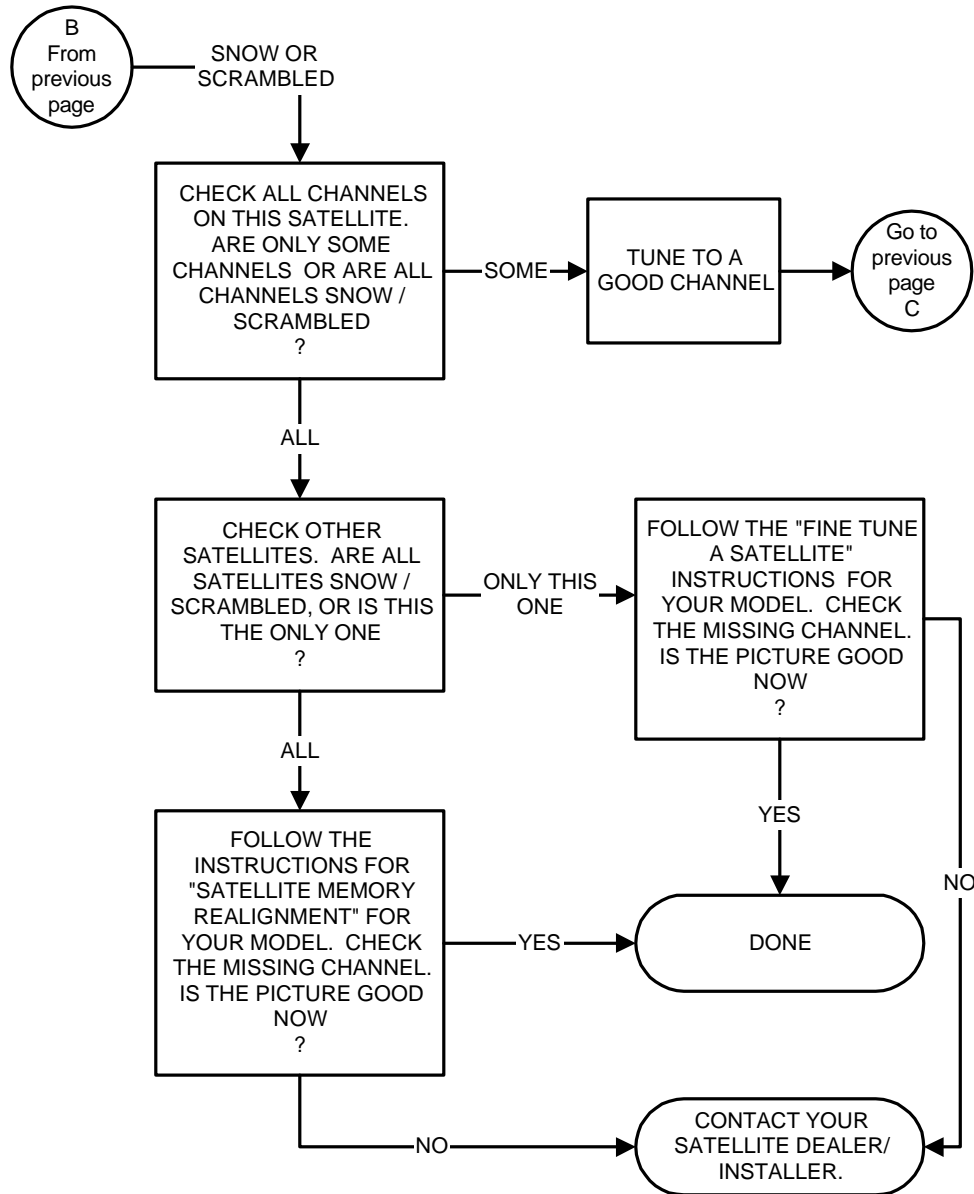 B
From
previous
page
SNOW OR
SCRAMBLED
CHECK ALL CHANNELS
ON THIS SATELLITE.
ARE ONLY SOME
CHANNELS OR ARE ALL
CHANNELS SNOW /
SCRAMBLED
?
SOME
TUNE TO A
GOOD CHANNEL
Go to
previous
page
C
ALL
CHECK OTHER
SATELLITES. ARE ALL
SATELLITES SNOW /
SCRAMBLED, OR IS THIS
THE ONLY ONE
?
ONLY THIS
ONE
FOLLOW THE "FINE TUNE
A SATELLITE"
INSTRUCTIONS FOR
YOUR MODEL. CHECK
THE MISSING CHANNEL.
IS THE PICTURE GOOD
NOW
?
ALL
YES
NO
FOLLOW THE
INSTRUCTIONS FOR
"SATELLITE MEMORY
REALIGNMENT" FOR
YOUR MODEL. CHECK
THE MISSING CHANNEL.
IS THE PICTURE GOOD
NOW
?
YES
DONE
NO
CONTACT YOUR
SATELLITE DEALER/
INSTALLER.